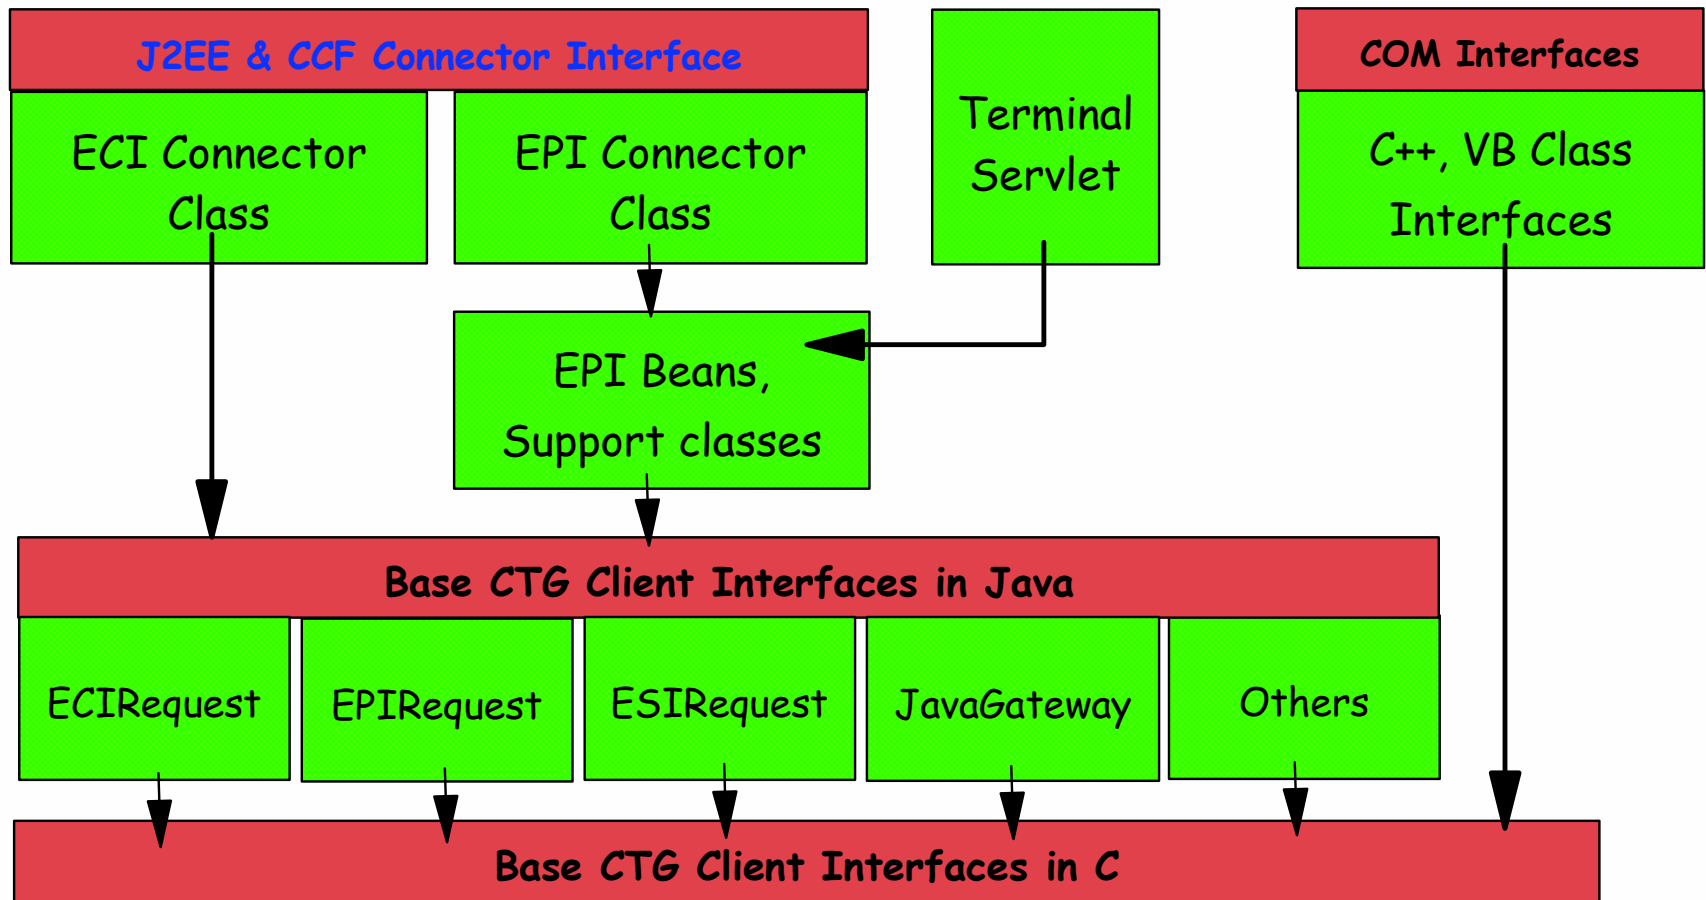 J2EE & CCF Connector Interface
ECI Connector
Class
EPI Connector
Class
Terminal
Servlet
COM Interfaces
C++, VB Class
Interfaces
EPI Beans,
Support classes
Base CTG Client Interfaces in Java
ECIRequest
EPIRequest
ESIRequest
JavaGateway
Others
Base CTG Client Interfaces in C